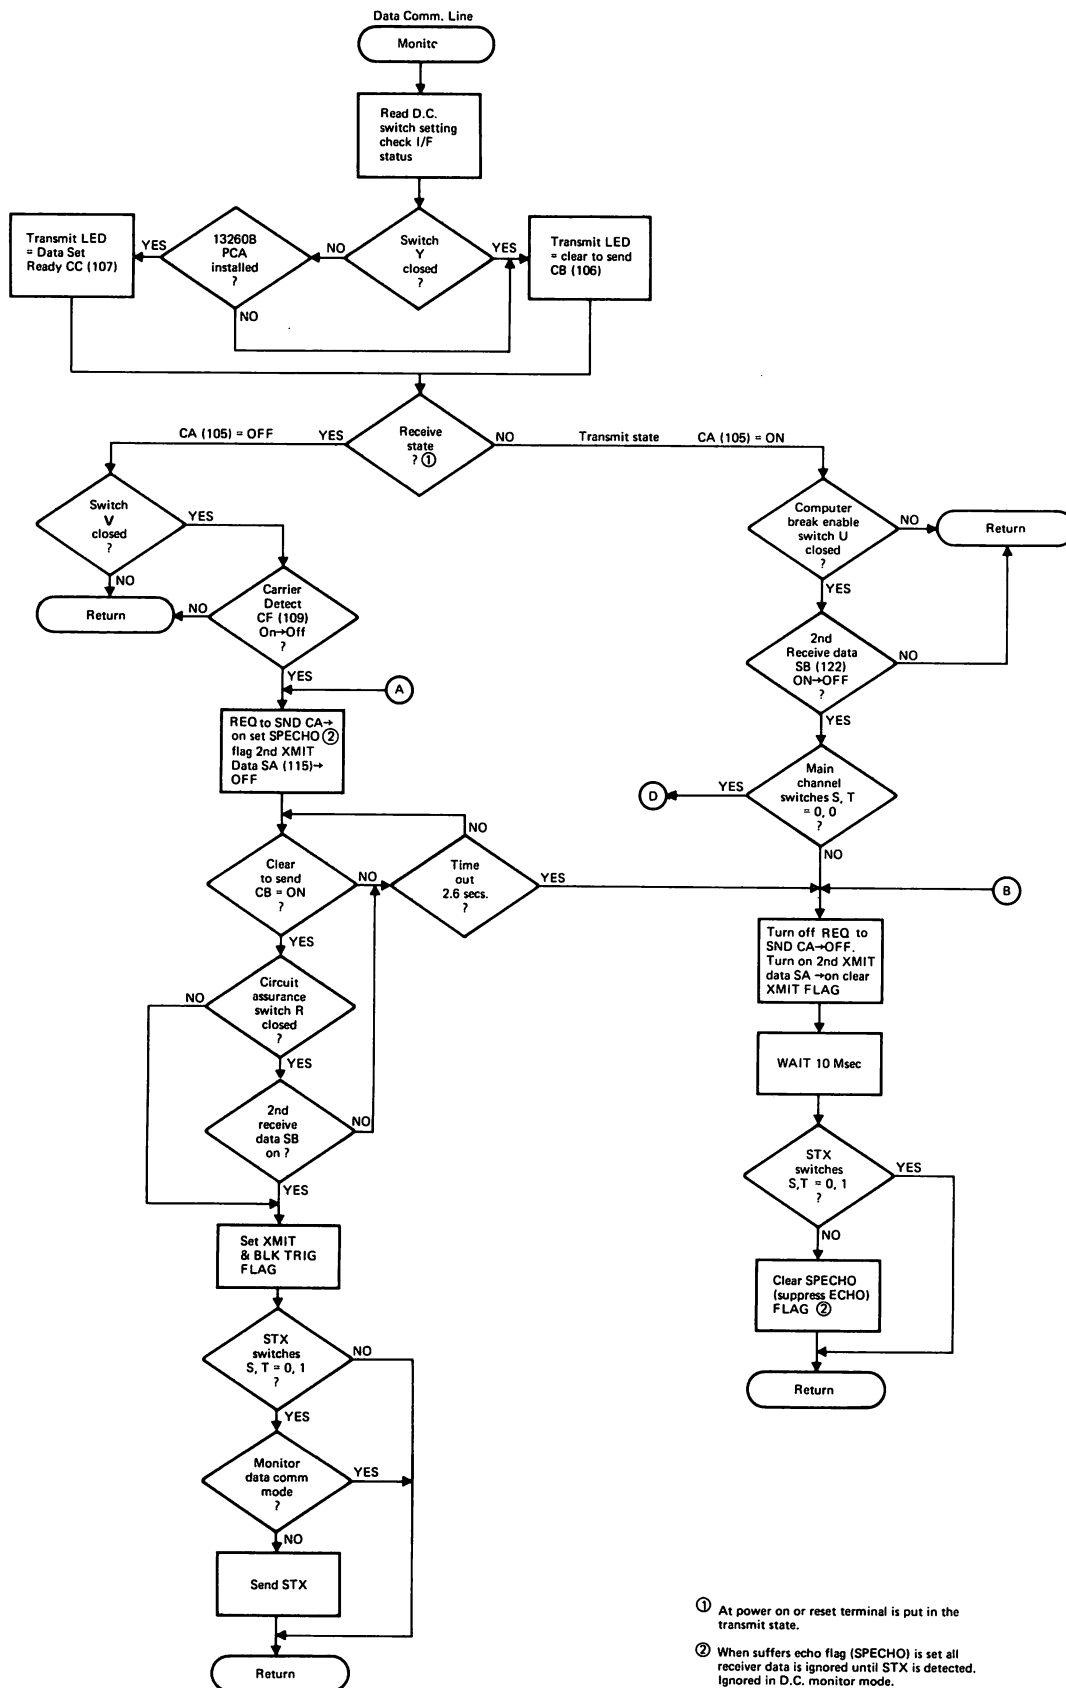 Data Comm. Line
Monitc
Read D.C.
switch setting
check I/F
status
Transmit LED
= Data Set
Ready CC (107)
YES
13260B
PCA
installed
?
NO
NO
Switch
Y
closed
?
YES
Transmit LED
= clear to send
CB (106)
CA (105) = OFF
YES
Receive
state
? ①
NO
Transmit state
CA (105) = ON
Switch
V
closed
?
YES
NO
Return
NO
Carrier
Detect
CF (109)
On→Off
?
YES
A
Computer
break enable
switch U
closed
?
NO
Return
YES
2nd
Receive data
SB (122)
ON→OFF
?
NO
YES
REQ to SND CA→
on set SPECHO ②
flag 2nd XMIT
Data SA (115)→
OFF
D
YES
Main
channel
switches S, T
= 0, 0
?
NO
Clear
to send
CB = ON
?
NO
NO
Time
out
2.6 secs.
?
YES
B
YES
Turn off REQ to
SND CA→OFF.
Turn on 2nd XMIT
data SA →on clear
XMIT FLAG
NO
Circuit
assurance
switch R
closed
?
YES
WAIT 10 Msec
2nd
receive
data SB
on ?
NO
YES
STX
switches
S,T = 0, 1
?
YES
NO
Set XMIT
& BLK TRIG
FLAG
Clear SPECHO
(suppress ECHO)
FLAG ②
STX
switches
S, T = 0, 1
?
NO
YES
Return
Monitor
data comm
mode
?
YES
NO
Send STX
Return
① At power on or reset terminal is put in the
transmit state.
② When suffers echo flag (SPECHO) is set all
receiver data is ignored until STX is detected.
Ignored in D.C. monitor mode.